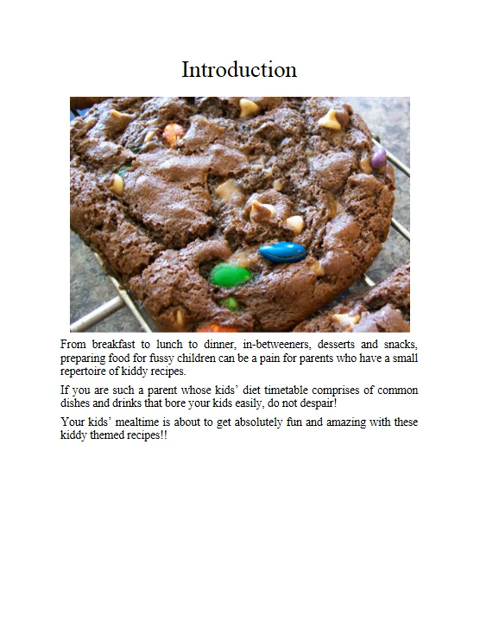 Introduction
From breakfast to lunch to dinner, in-betweeners, desserts and snacks,
preparing food for fussy children can be a pain for parents who have a small
repertoire of kiddy recipes.
If you are such a parent whose kids’ diet timetable comprises of common
dishes and drinks that bore your kids easily, do not despair!
Your kids’ mealtime is about to get absolutely fun and amazing with these
kiddy themed recipes!!